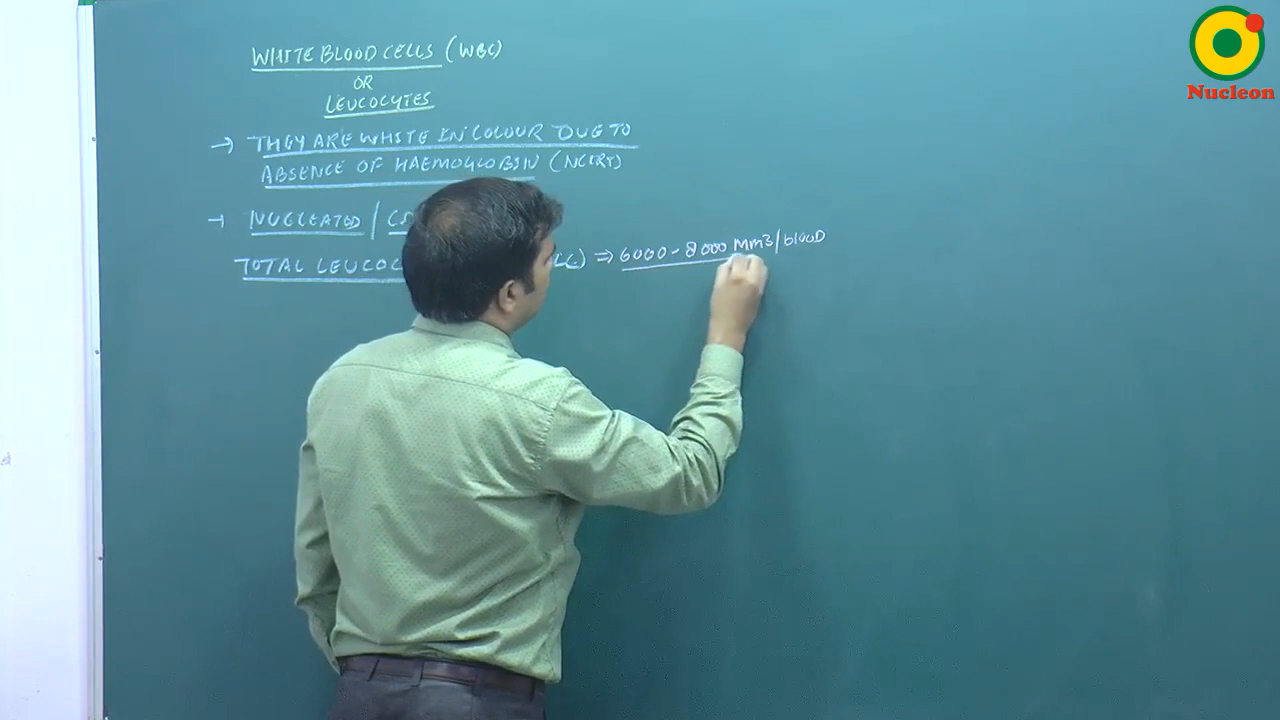 WHITE BLOOD CELLS (WBC)
OR
LEUCOCYTES
→ THEY ARE WHITE IN COLOUR DUE TO
ABSENCE OF HAEMOGLOBIN (NCERT)
→ NUCLEATED /
TOTAL LC) ⇒ 6000 - 8000 mm3/blood
Nucleon